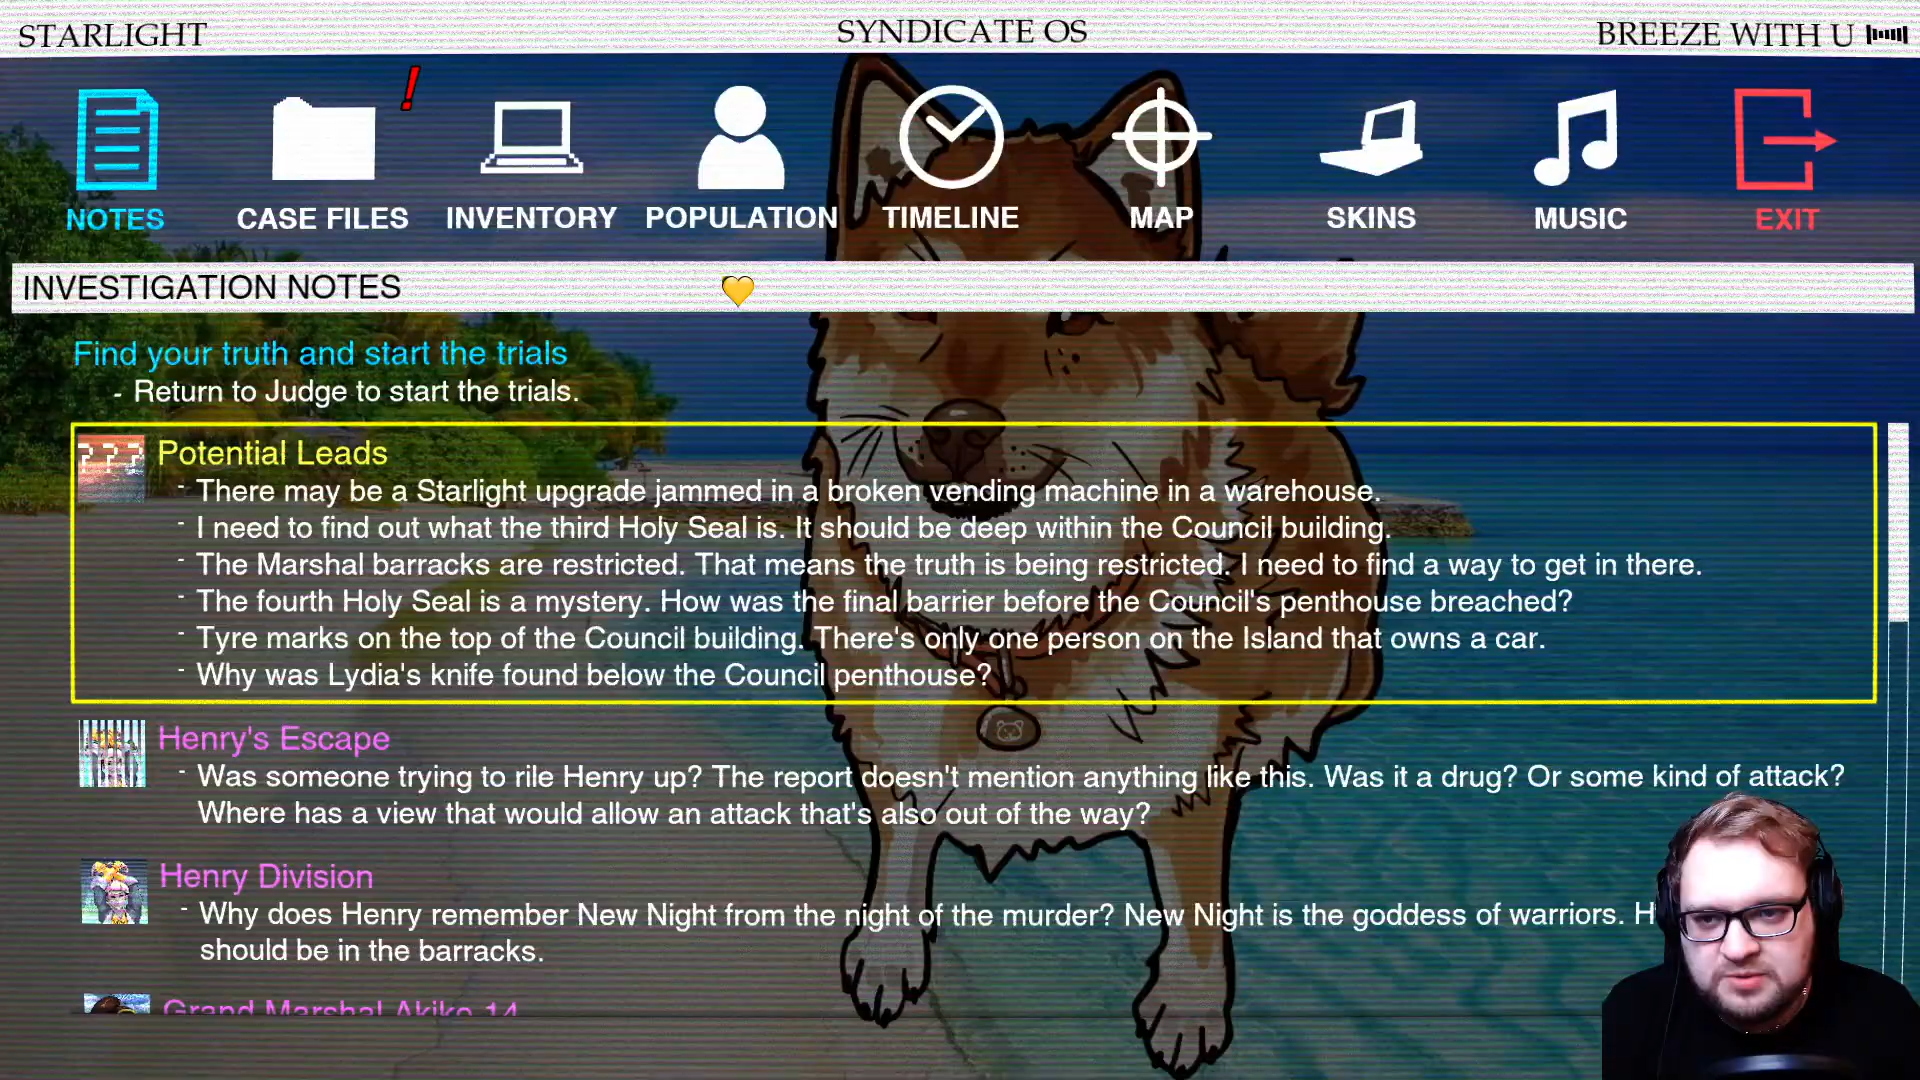 STARLIGHT
SYNDICATE OS
BREEZE WITH U
NOTES
CASE FILES
INVENTORY
POPULATION
TIMELINE
MAP
SKINS
MUSIC
EXIT
INVESTIGATION NOTES
Find your truth and start the trials
- Return to Judge to start the trials.
???
Potential Leads
- There may be a Starlight upgrade jammed in a broken vending machine in a warehouse.
- I need to find out what the third Holy Seal is. It should be deep within the Council building.
- The Marshal barracks are restricted. That means the truth is being restricted. I need to find a way to get in there.
- The fourth Holy Seal is a mystery. How was the final barrier before the Council's penthouse breached?
- Tyre marks on the top of the Council building. There's only one person on the Island that owns a car.
- Why was Lydia's knife found below the Council penthouse?
Henry's Escape
- Was someone trying to rile Henry up? The report doesn't mention anything like this. Was it a drug? Or some kind of attack?
Where has a view that would allow an attack that's also out of the way?
Henry Division
- Why does Henry remember New Night from the night of the murder? New Night is the goddess of warriors.
should be in the barracks.
Grand Marshal Akiko 14